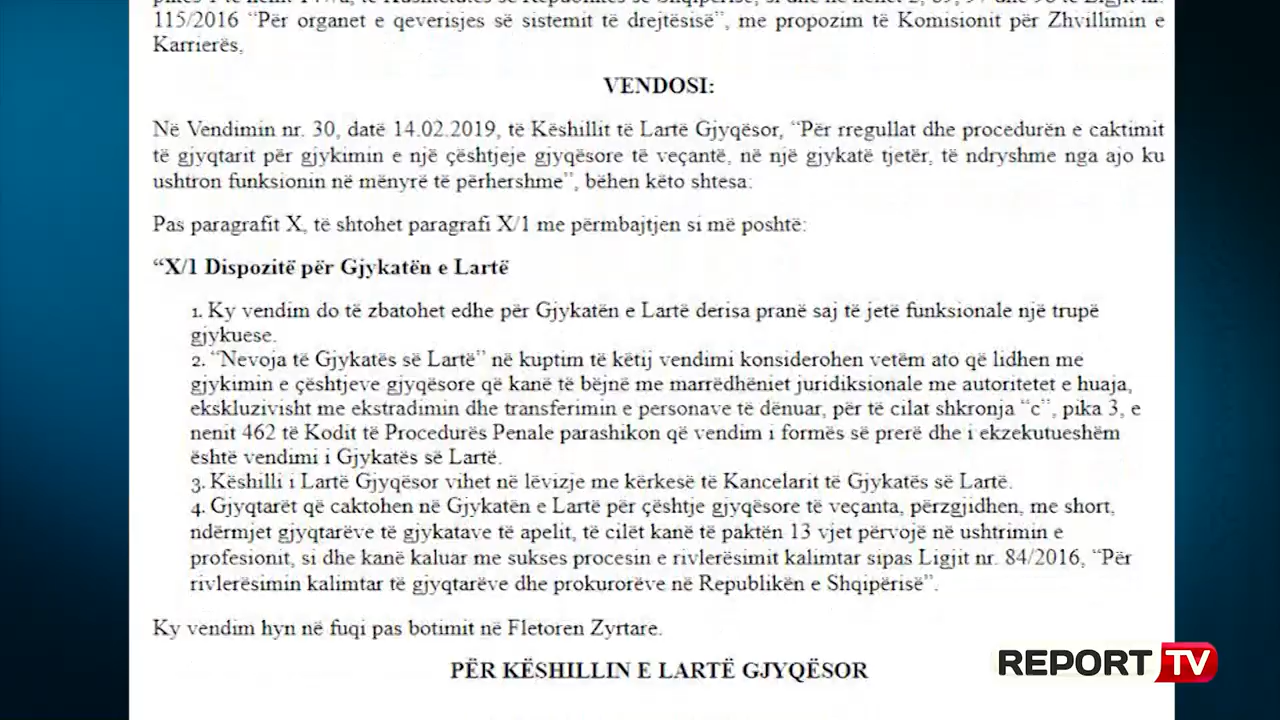 115/2016 “Për organet e qeverisjes së sistemit të drejtësisë”, me propozim të Komisionit për Zhvillimin e
Karrierës,
VENDOSI:
Në Vendimin nr. 30, datë 14.02.2019, të Këshillit të Lartë Gjyqësor, “Për rregullat dhe procedurën e caktimit
të gjyqtarit për gjykimin e një çështjeje gjyqësore të veçantë, në një gjykatë tjetër, të ndryshme nga ajo ku
ushtron funksionin në mënyrë të përhershme”, bëhen këto shtesa:
Pas paragrafit X, të shtohet paragrafi X/1 me përmbajtjen si më poshtë:
“X/1 Dispozitë për Gjykatën e Lartë
1. Ky vendim do të zbatohet edhe për Gjykatën e Lartë derisa pranë saj të jetë funksionale një trupë
gjykuese.
2. “Nevoja të Gjykatës së Lartë” në kuptim të këtij vendimi konsiderohen vetëm ato që lidhen me
gjykimin e çështjeve gjyqësore që kanë të bëjnë me marrëdhëniet juridiksionale me autoritetet e huaja,
ekskluzivisht me ekstradimin dhe transferimin e personave të dënuar, për të cilat shkronja “c”, pika 3, e
nenit 462 të Kodit të Procedurës Penale parashikon që vendim i formës së prerë dhe i ekzekutueshëm
është vendimi i Gjykatës së Lartë.
3. Këshilli i Lartë Gjyqësor vihet në lëvizje me kërkesë të Kancelarit të Gjykatës së Lartë.
4. Gjyqtarët që caktohen në Gjykatën e Lartë për çështje gjyqësore të veçanta, përzgjidhen, me short,
ndërmjet gjyqtarëve të gjykatave të apelit, të cilët kanë të paktën 13 vjet përvojë në ushtrimin e
profesionit, si dhe kanë kaluar me sukses procesin e rivlerësimit kalimtar sipas Ligjit nr. 84/2016, “Për
rivlerësimin kalimtar të gjyqtarëve dhe prokurorëve në Republikën e Shqipërisë”.
Ky vendim hyn në fuqi pas botimit në Fletoren Zyrtare.
PËR KËSHILLIN E LARTË GJYQËSOR
REPORT TV